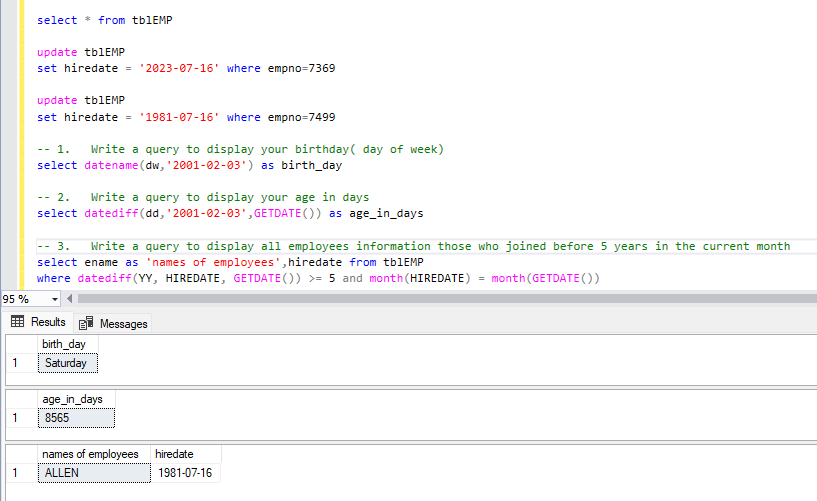 select * from tblEMP
update tblEMP
set hiredate = '2023-07-16' where empno=7369
update tblEMP
set hiredate = '1981-07-16' where empno=7499
-- 1.   Write a query to display your birthday( day of week)
select datename(dw,'2001-02-03') as birth_day
-- 2.   Write a query to display your age in days
select datediff(dd,'2001-02-03',GETDATE()) as age_in_days
-- 3.   Write a query to display all employees information those who joined before 5 years in the current month
select ename as 'names of employees',hiredate from tblEMP
where datediff(YY, HIREDATE, GETDATE()) >= 5 and month(HIREDATE) = month(GETDATE())
95 %
Results Messages
birth_day
1 Saturday
age_in_days
1 8565
names of employees hiredate
1 ALLEN 1981-07-16